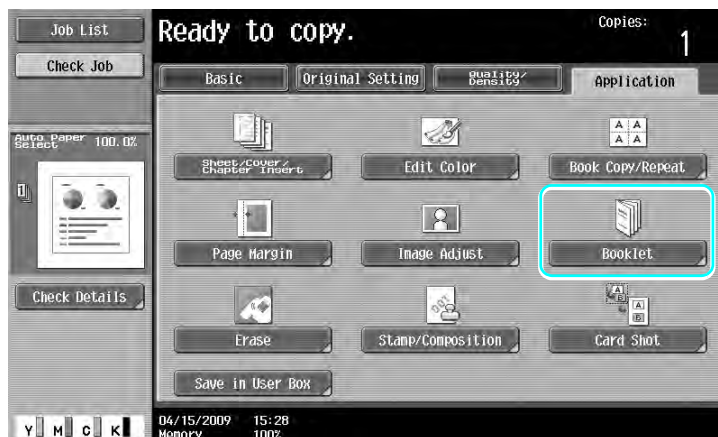 Job List
Ready to copy.
Copies:
1
Check Job
Basic
Original Setting
Quality/
Density
Application
Auto Paper
Select
100.0%
1
Sheet/Cover/
Chapter Insert
Edit Color
Book Copy/Repeat
Page Margin
Image Adjust
Booklet
Check Details
Erase
Stamp/Composition
Card Shot
Save in User Box
Y M C K
04/15/2009 15:28
Memory 100%